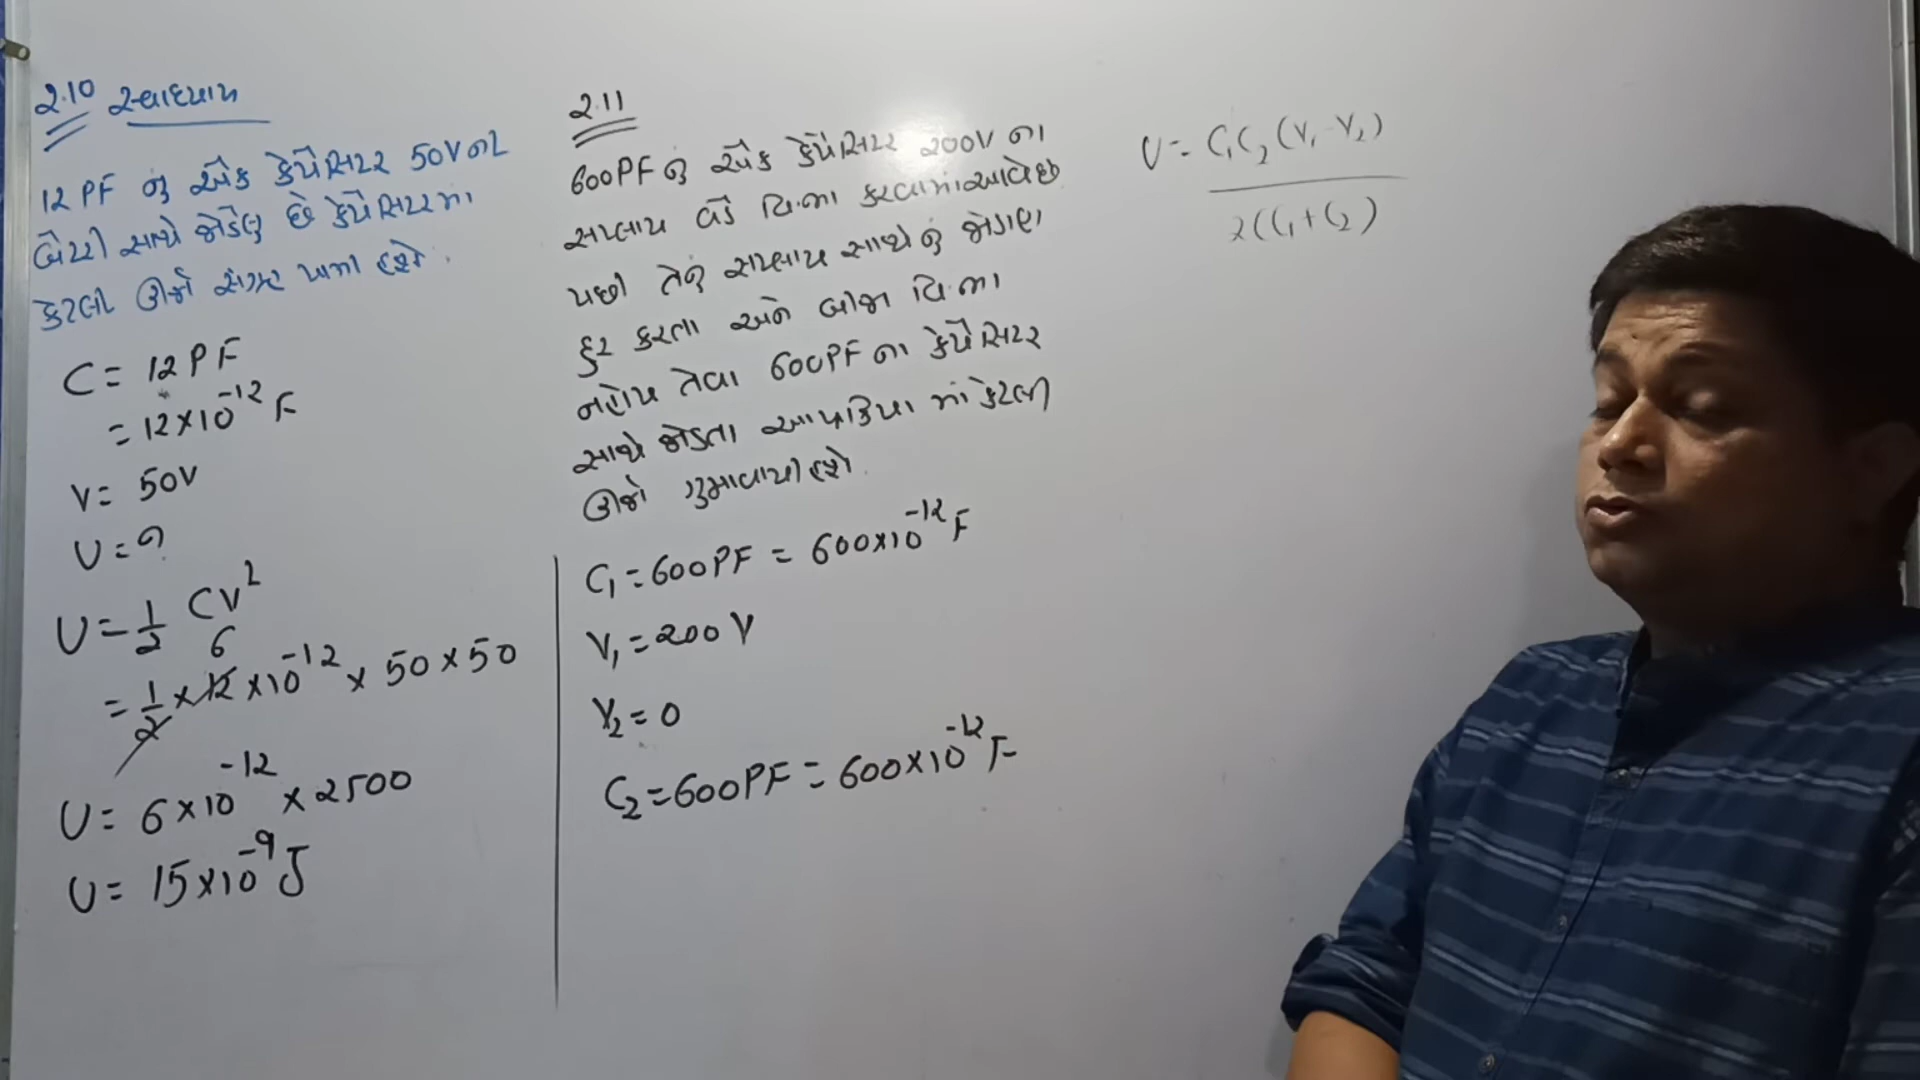 2.10 સ્વાધ્યાય
12 PF નું એક કેપેસિટર 50V ની
બેટરી સાથે જોડેલુ છે કેપેસિટરમા
કેટલી ઊર્જા સંગ્રહ પામી હશે.
C = 12 PF
= 12×10⁻¹² F
V = 50V
U = ?
U = 1/2 CV²
6
= 1/2 × 12 × 10⁻¹² × 50 × 50
U = 6×10⁻¹² × 2500
U = 15×10⁻⁹ J
2.11
600PF નુ એક કેપેસિટર 200V ના
સપ્લાય વડે વિ.ભા કરવામાં આવે છે
પછી તેનું સપ્લાય સાથે નું જોડાણ
દુર કરતા અને બીજા વિ.ભા
નહોય તેવા 600PF ના કેપેસિટર
સાથે જોડતા આ પ્રક્રિયા માં કેટલી
ઊર્જા ગુમાવાતી હશે.
C₁ = 600PF = 600×10⁻¹² F
V₁ = 200 V
V₂ = 0
C₂ = 600PF = 600×10⁻¹² F
U = C₁C₂(V₁-V₂)
2(C₁+C₂)